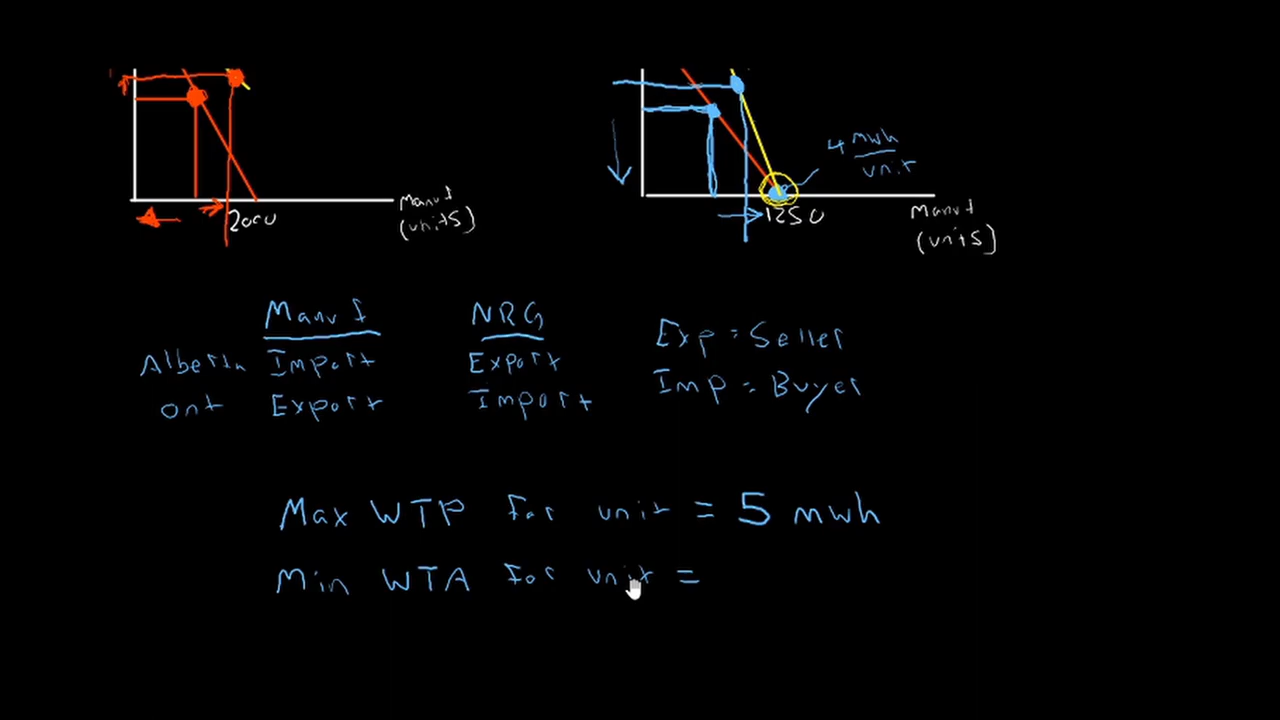 4 mwh
unit
2000
Manuf
(units)
1250
Manuf
(units)
Manuf NRG
Alberta Import Export
Ont Export Import
Exp = Seller
Imp = Buyer
Max WTP for unit = 5 mwh
Min WTA for unit =